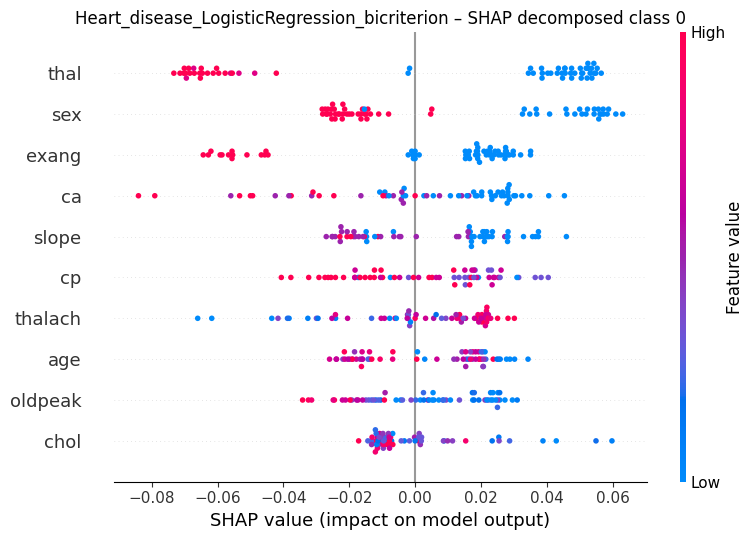 Heart_disease_LogisticRegression_bicriterion – SHAP decomposed class 0
High
thal
sex
exang
ca
slope
cp
thalach
age
oldpeak
chol
Low
Feature value
−0.08 −0.06 −0.04 −0.02 0.00 0.02 0.04 0.06
SHAP value (impact on model output)